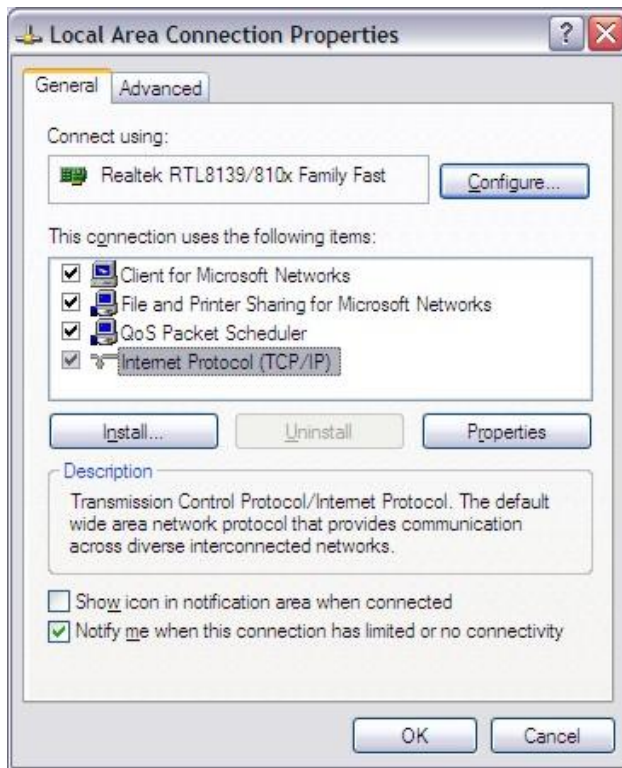 Local Area Connection Properties
General
Advanced
Connect using:
Realtek RTL8139/810x Family Fast
Configure...
This connection uses the following items:
Client for Microsoft Networks
File and Printer Sharing for Microsoft Networks
QoS Packet Scheduler
Internet Protocol (TCP/IP)
Install...
Uninstall
Properties
Description
Transmission Control Protocol/Internet Protocol. The default
wide area network protocol that provides communication
across diverse interconnected networks.
Show icon in notification area when connected
Notify me when this connection has limited or no connectivity
OK
Cancel